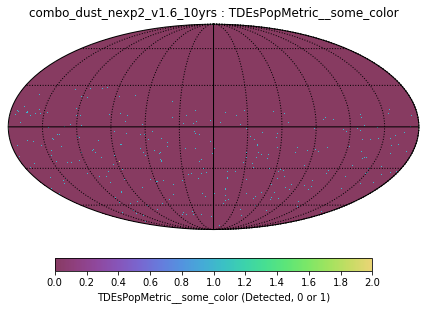 combo_dust_nexp2_v1.6_10yrs : TDEsPopMetric__some_color
0.0 0.2 0.4 0.6 0.8 1.0 1.2 1.4 1.6 1.8 2.0
TDEsPopMetric__some_color (Detected, 0 or 1)